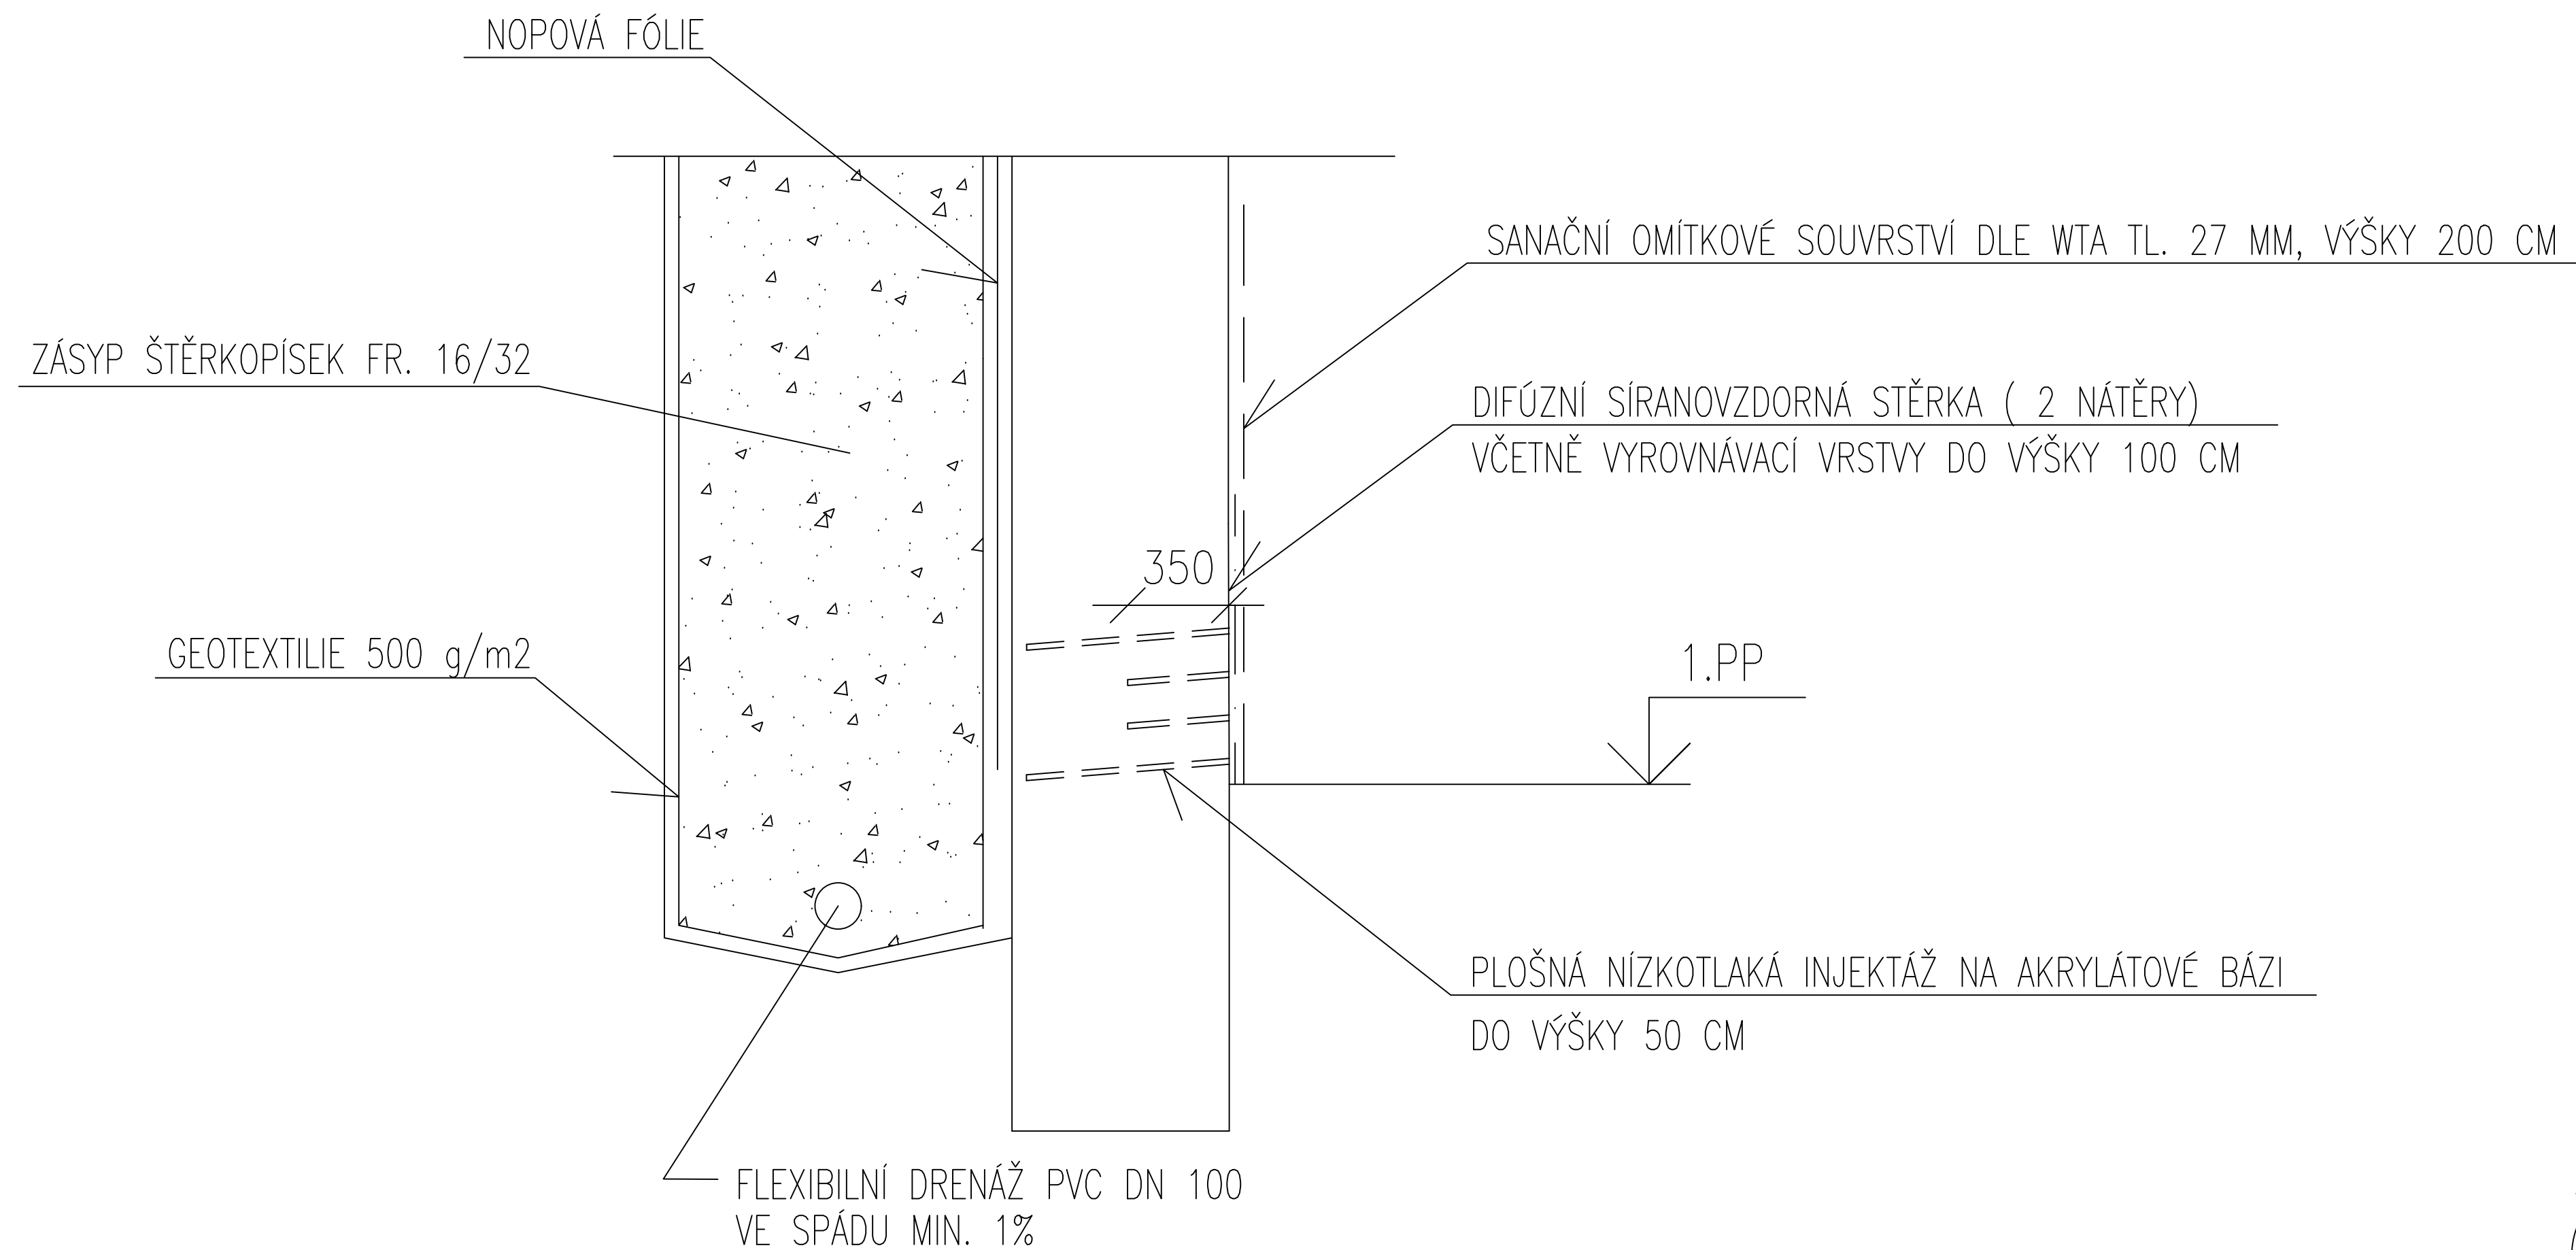 NOPOVÁ FÓLIE
SANAČNÍ OMÍTKOVÉ SOUVRSTVÍ DLE WTA TL. 27 MM, VÝŠKY 200 CM
ZÁSYP ŠTĚRKOPÍSEK FR. 16/32
DIFÚZNÍ SÍRANOVZDORNÁ STĚRKA ( 2 NÁTĚRY)
VČETNĚ VYROVNÁVACÍ VRSTVY DO VÝŠKY 100 CM
350
GEOTEXTILIE 500 g/m2
1.PP
PLOŠNÁ NÍZKOTLAKÁ INJEKTÁŽ NA AKRYLÁTOVÉ BÁZI
DO VÝŠKY 50 CM
FLEXIBILNÍ DRENÁŽ PVC DN 100
VE SPÁDU MIN. 1%